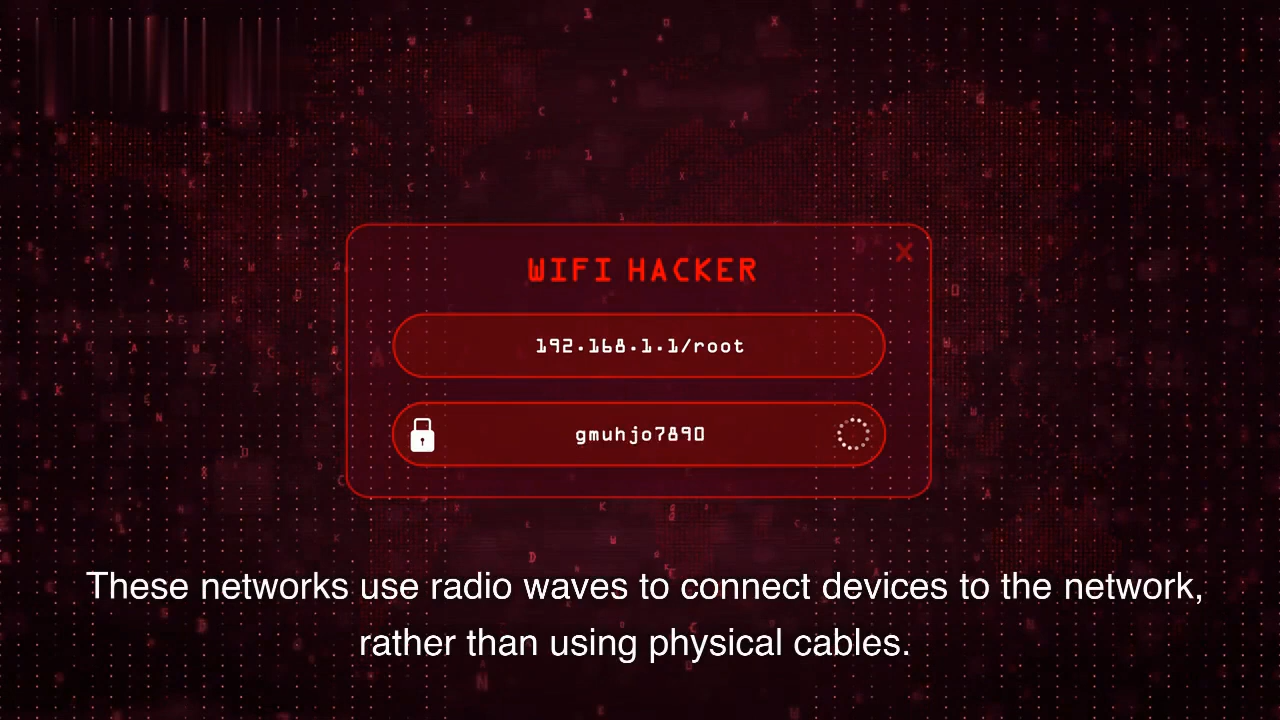 WIFI HACKER
192.168.1.1/root
gmuhjo7890
These networks use radio waves to connect devices to the network,
rather than using physical cables.